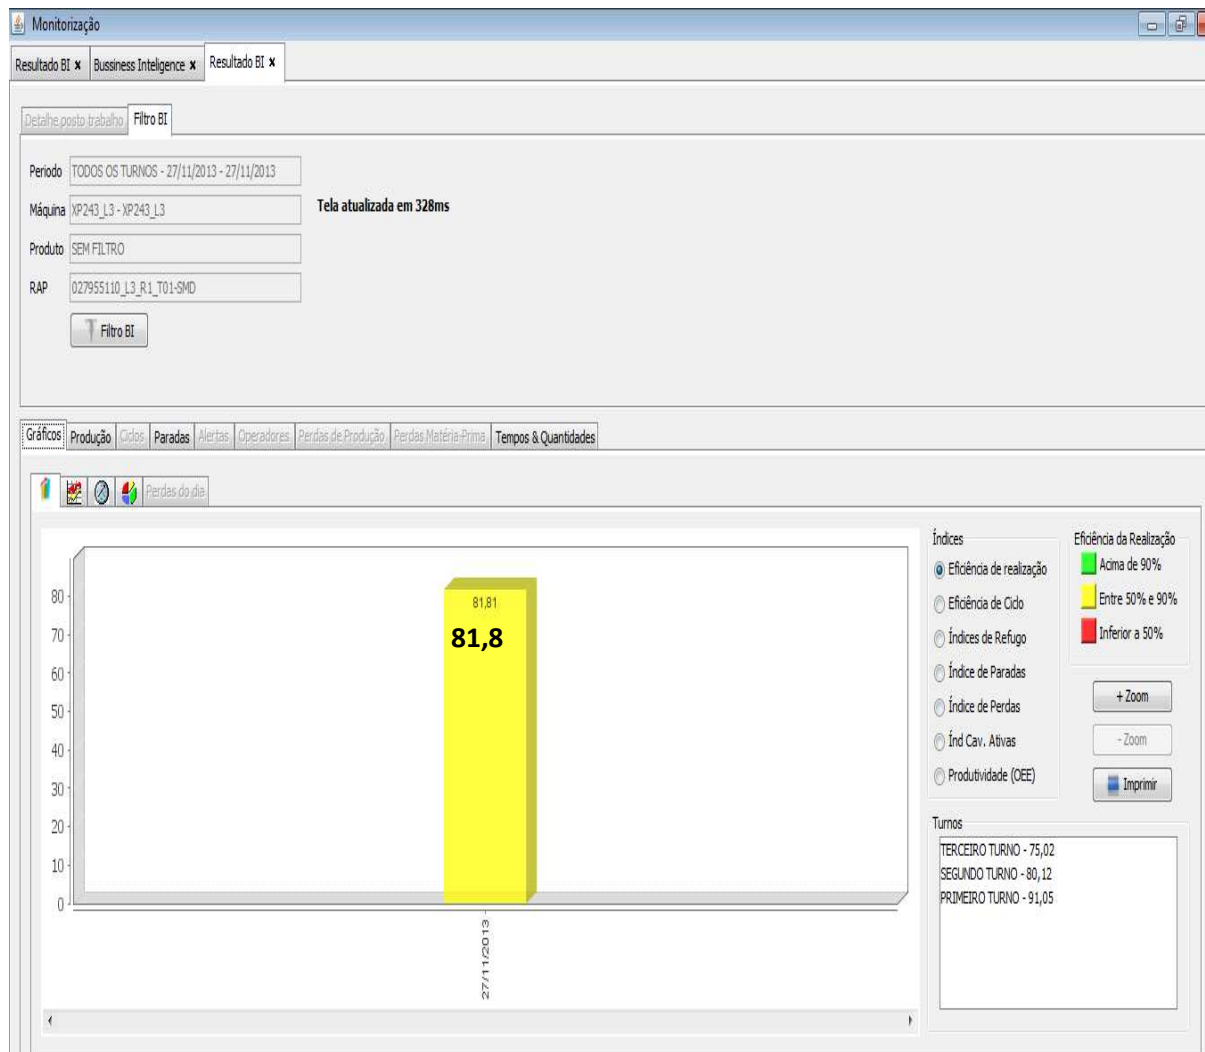 Monitorização
Resultado BI x Bussiness Inteligence x Resultado BI x
Detalhe posto trabalho Filtro BI
Periodo TODOS OS TURNOS - 27/11/2013 - 27/11/2013
Máquina XP243_L3 - XP243_L3 Tela atualizada em 328ms
Produto SEM FILTRO
RAP 027955110_L3_R1_T01-SMD
Filtro BI
Gráficos Produção Ciclos Paradas Alertas Operadores Perdas de Produção Perdas Matéria-Prima Tempos & Quantidades
Perdas do dia
80
70
60
50
40
30
20
10
0
81,81
81,8
27/11/2013
Índices
Eficiência de realização
Eficiência de Ciclo
Índices de Refugo
Índice de Paradas
Índice de Perdas
Índ Cav. Ativas
Produtividade (OEE)
Eficiência da Realização
Acima de 90%
Entre 50% e 90%
Inferior a 50%
+ Zoom
- Zoom
Imprimir
Turnos
TERCEIRO TURNO - 75,02
SEGUNDO TURNO - 80,12
PRIMEIRO TURNO - 91,05